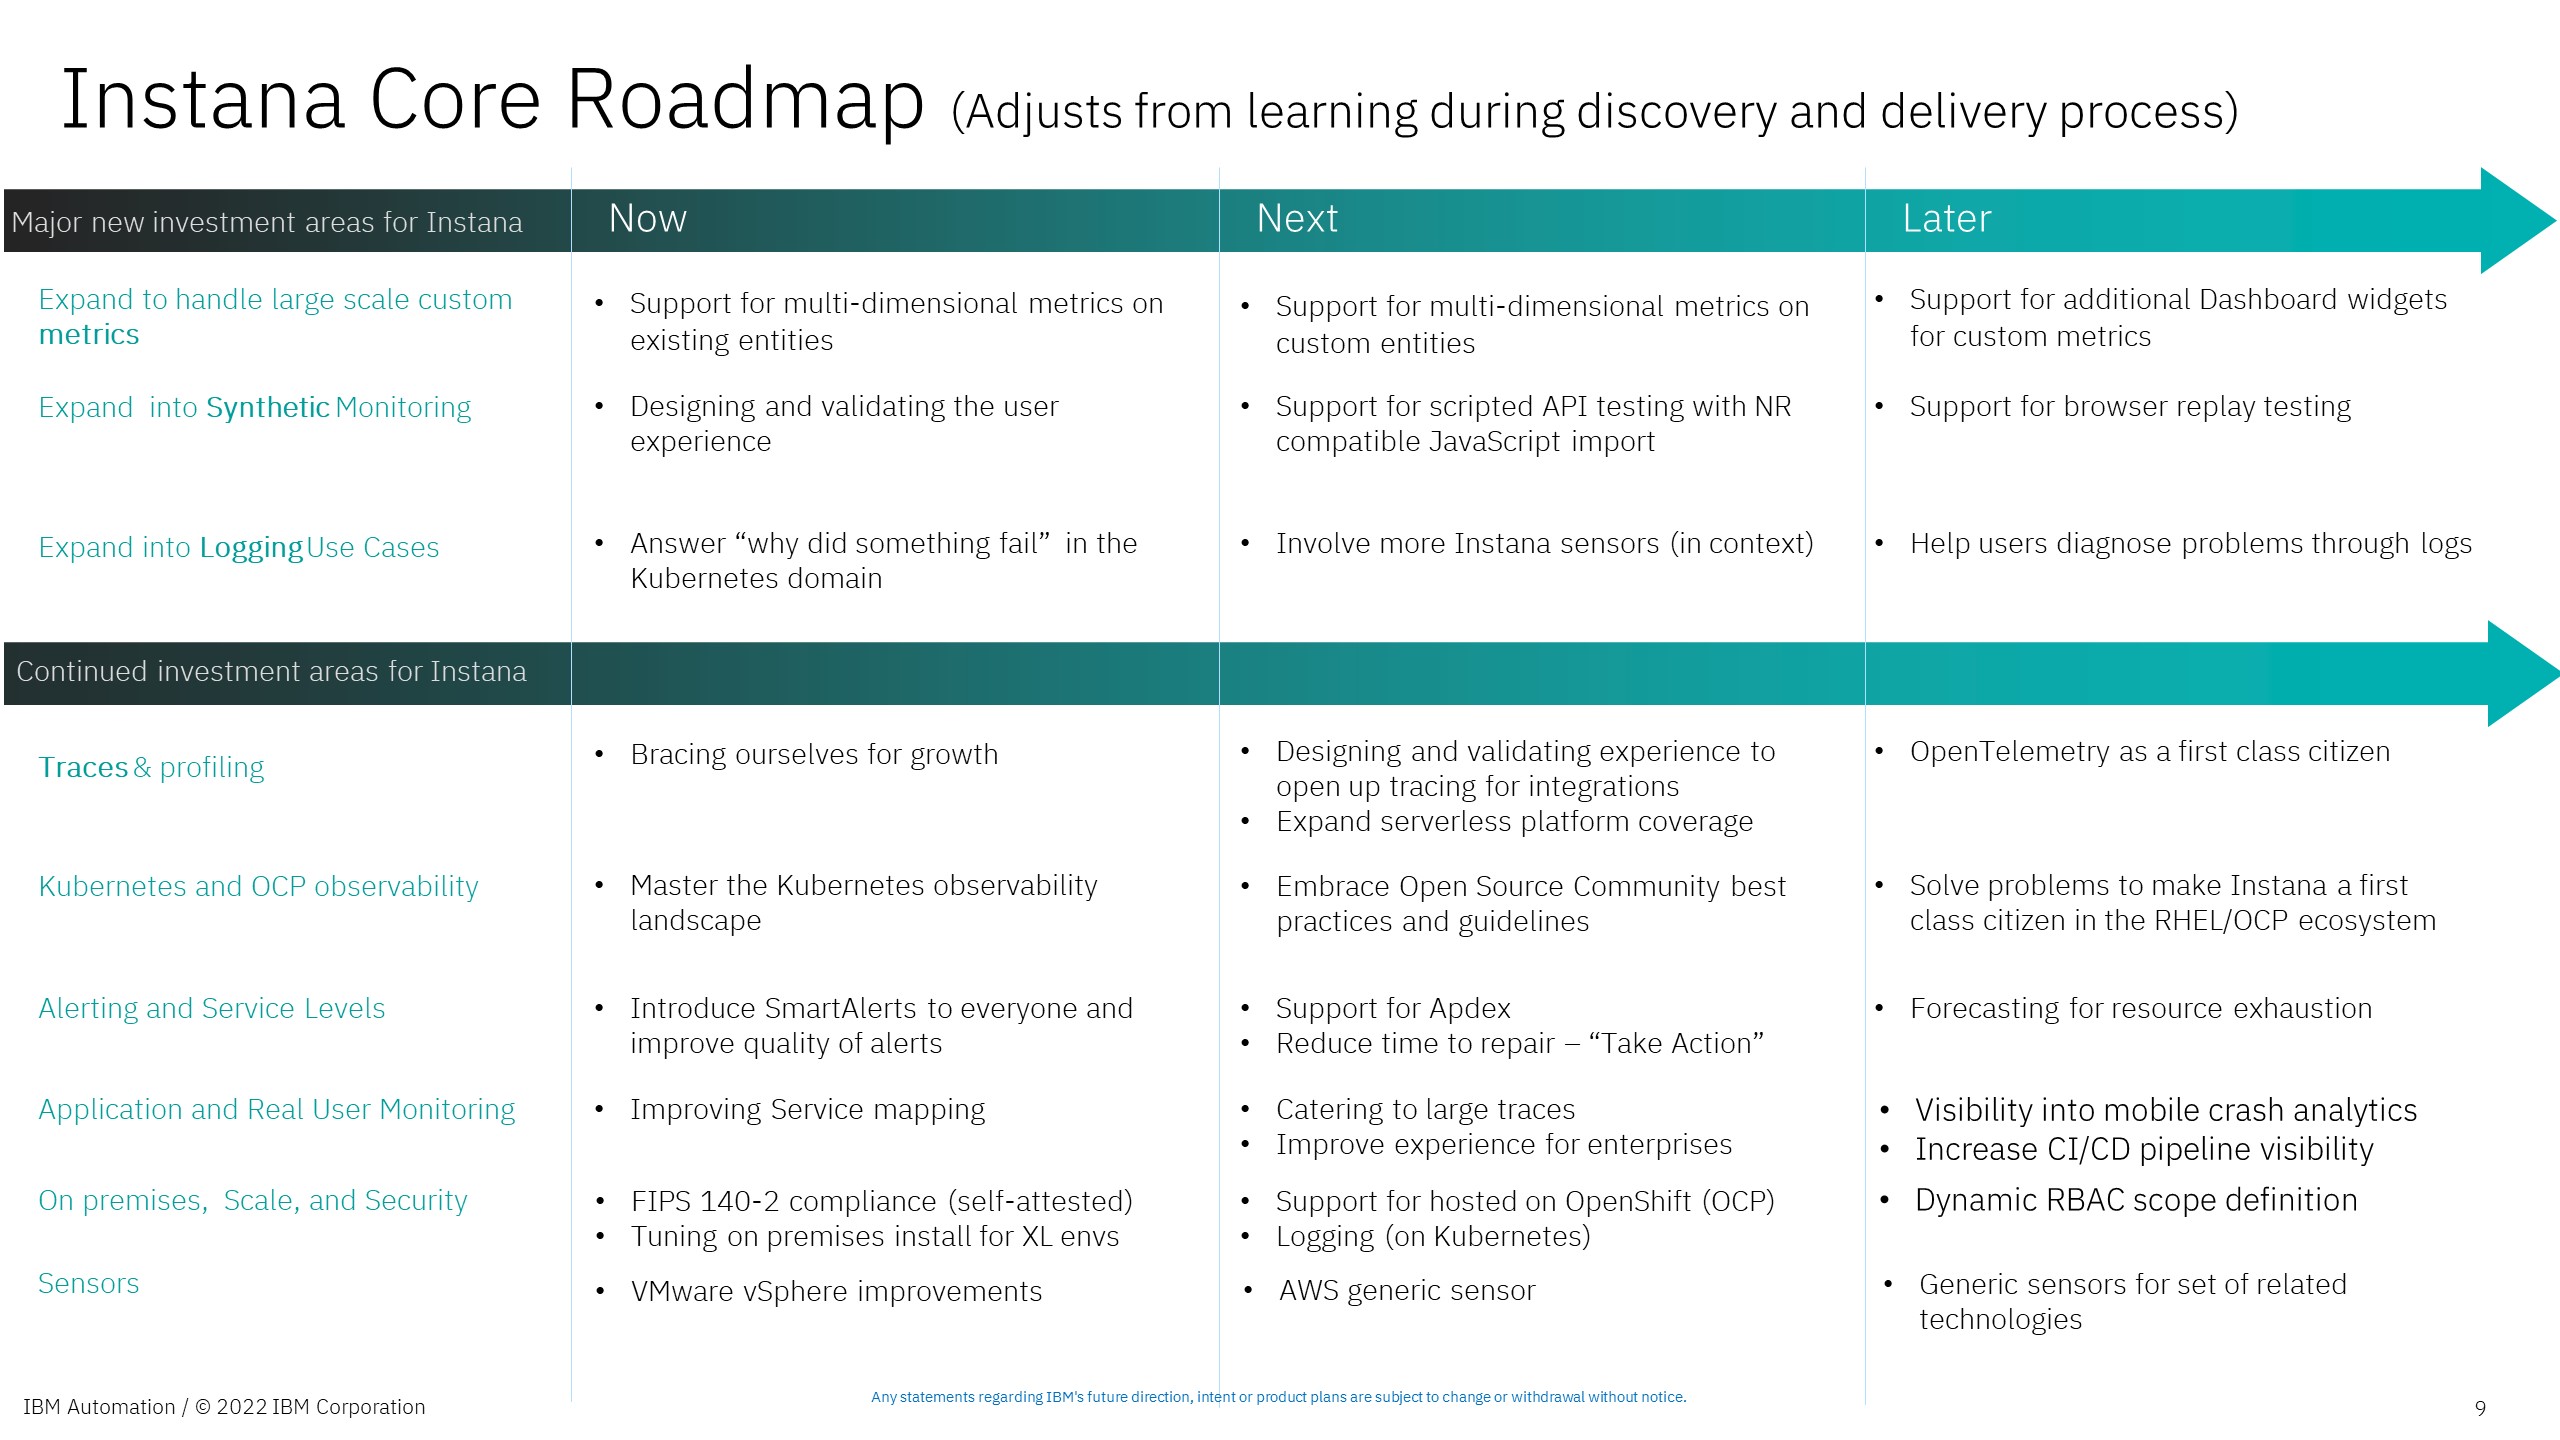 Instana Core Roadmap (Adjusts from learning during discovery and delivery process)
Major new investment areas for Instana
Now
Next
Later
Expand to handle large scale custom
metrics
• Support for multi-dimensional metrics on
existing entities
• Support for multi-dimensional metrics on
custom entities
• Support for additional Dashboard widgets
for custom metrics
Expand into Synthetic Monitoring
• Designing and validating the user
experience
• Support for scripted API testing with NR
compatible JavaScript import
• Support for browser replay testing
Expand into Logging Use Cases
• Answer “why did something fail” in the
Kubernetes domain
• Involve more Instana sensors (in context)
• Help users diagnose problems through logs
Continued investment areas for Instana
Traces & profiling
• Bracing ourselves for growth
• Designing and validating experience to
open up tracing for integrations
• Expand serverless platform coverage
• OpenTelemetry as a first class citizen
Kubernetes and OCP observability
• Master the Kubernetes observability
landscape
• Embrace Open Source Community best
practices and guidelines
• Solve problems to make Instana a first
class citizen in the RHEL/OCP ecosystem
Alerting and Service Levels
• Introduce SmartAlerts to everyone and
improve quality of alerts
• Support for Apdex
• Reduce time to repair – “Take Action”
• Forecasting for resource exhaustion
Application and Real User Monitoring
• Improving Service mapping
• Catering to large traces
• Improve experience for enterprises
• Visibility into mobile crash analytics
• Increase CI/CD pipeline visibility
On premises, Scale, and Security
• FIPS 140-2 compliance (self-attested)
• Tuning on premises install for XL envs
• Support for hosted on OpenShift (OCP)
• Logging (on Kubernetes)
• Dynamic RBAC scope definition
Sensors
• VMware vSphere improvements
• AWS generic sensor
• Generic sensors for set of related
technologies
IBM Automation / © 2022 IBM Corporation
Any statements regarding IBM's future direction, intent or product plans are subject to change or withdrawal without notice.
9